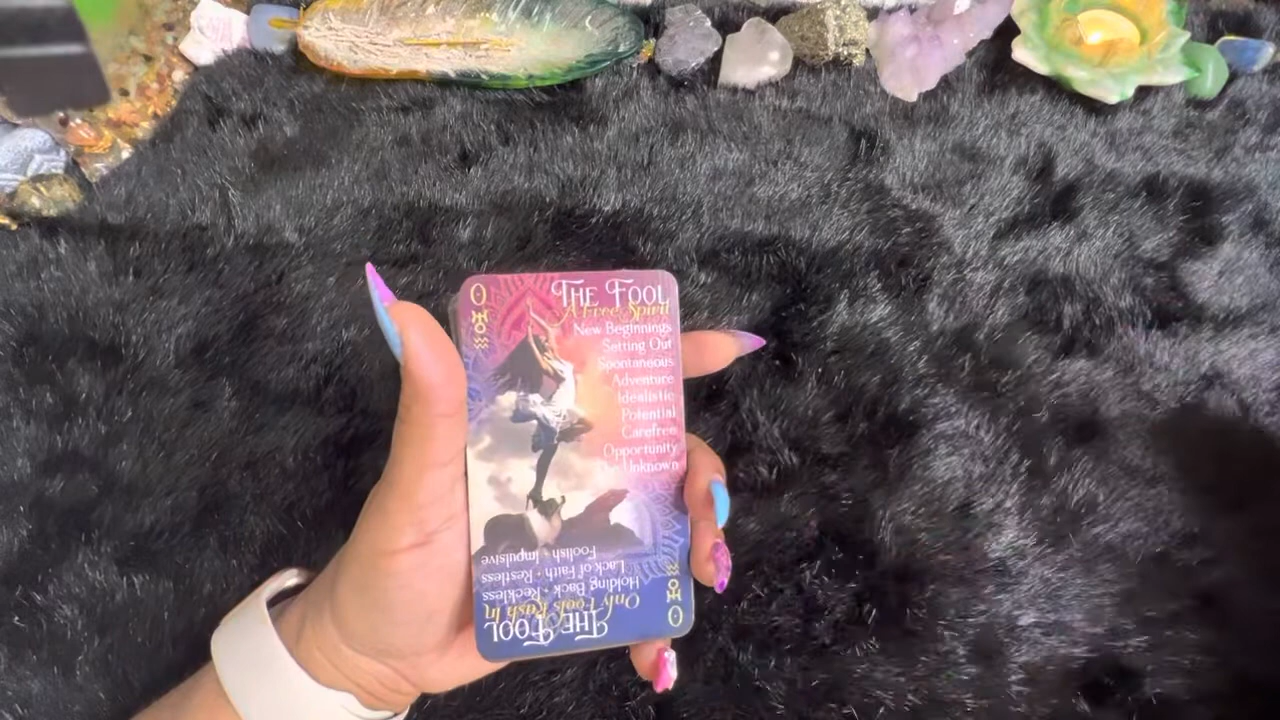 0
THE FOOL
A Free Spirit
New Beginnings
Setting Out
Spontaneous
Adventure
Idealistic
Potential
Carefree
Opportunity
The Unknown
THE FOOL
Only Fools Rush In
Holding Back • Reckless
Lack of Faith • Restless
Foolish • Impulsive
0